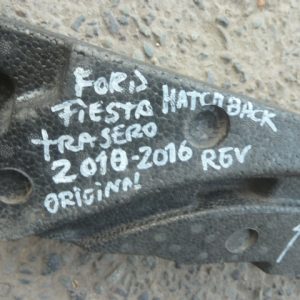 FORD
FIESTA HATCHBACK
TRASERO
2010-2016 REV
ORIGINAL